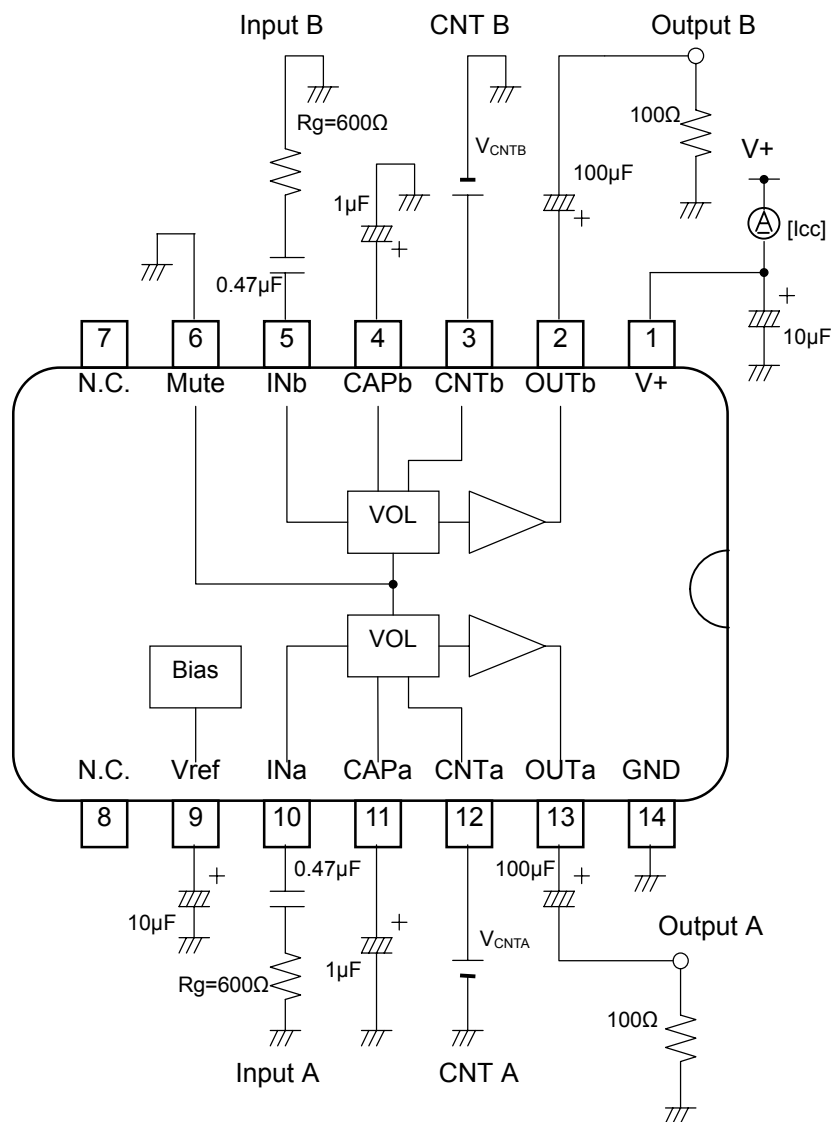 Input B
CNT B
Output B
Rg=600Ω
VCNTB
100Ω
V+
1µF
100µF
+
+
[Icc]
A
+
0.47µF
10µF
7
6
5
4
3
2
1
N.C.
Mute
INb
CAPb
CNTb
OUTb
V+
VOL
VOL
Bias
N.C.
Vref
INa
CAPa
CNTa
OUTa
GND
8
9
10
11
12
13
14
+
0.47µF
+
100µF
+
10µF
VCNTA
Output A
Rg=600Ω
1µF
100Ω
Input A
CNT A